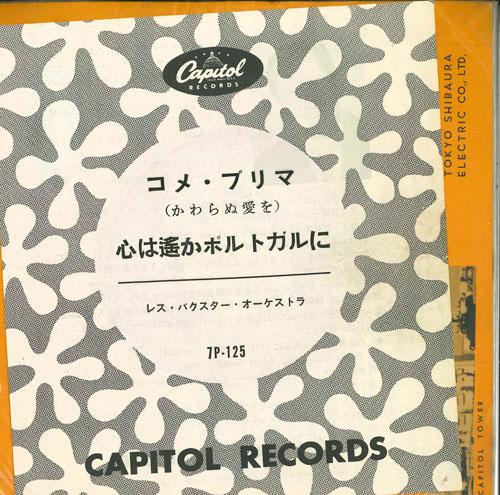 Capitol
RECORDS
コメ・プリマ
(かわらぬ愛を)
心は遙かポルトガルに
レス・バクスター・オーケストラ
7P-125
CAPITOL RECORDS
TOKYO SHIBAURA
ELECTRIC CO., LTD.
CAPITOL TOWER